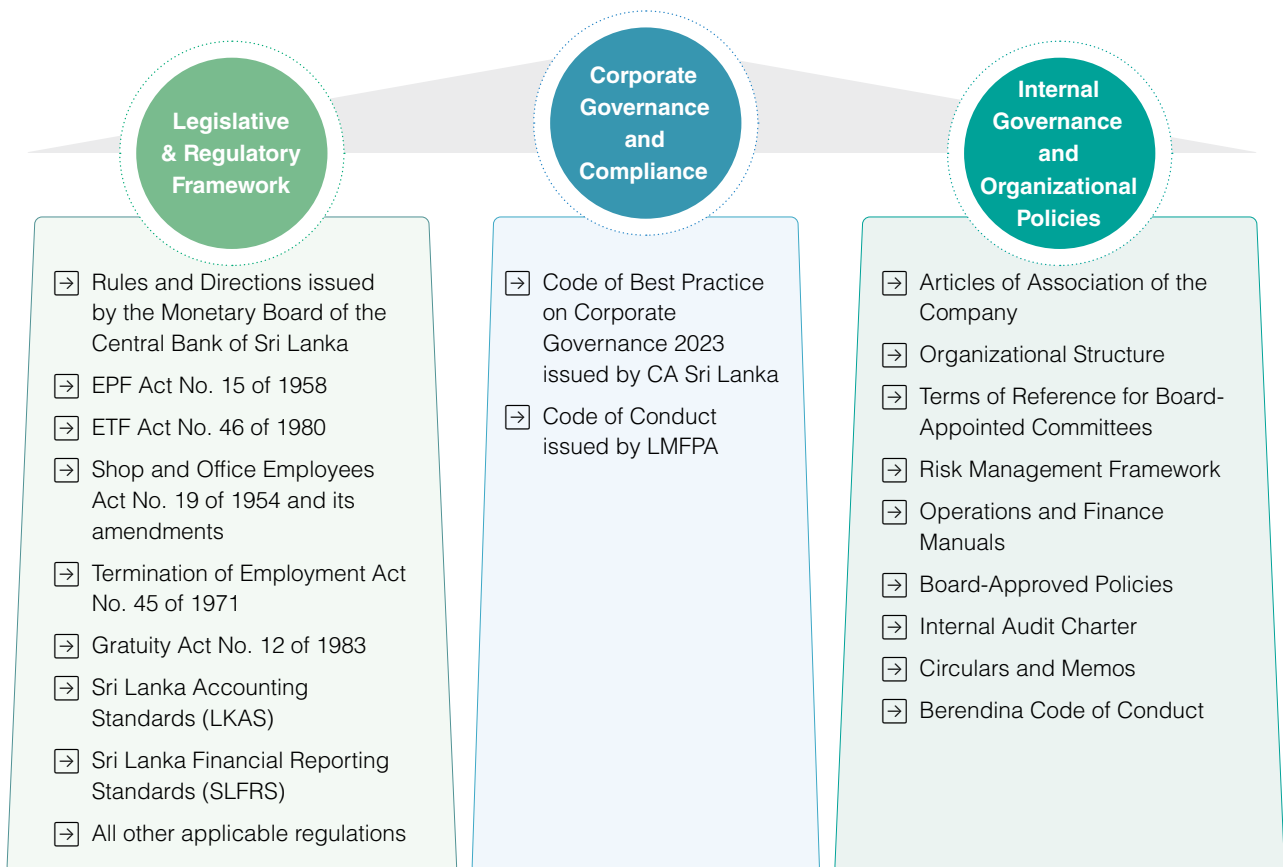 Legislative
& Regulatory
Framework
Rules and Directions issued
by the Monetary Board of the
Central Bank of Sri Lanka
EPF Act No. 15 of 1958
ETF Act No. 46 of 1980
Shop and Office Employees
Act No. 19 of 1954 and its
amendments
Termination of Employment Act
No. 45 of 1971
Gratuity Act No. 12 of 1983
Sri Lanka Accounting
Standards (LKAS)
Sri Lanka Financial Reporting
Standards (SLFRS)
All other applicable regulations
Corporate
Governance
and
Compliance
Code of Best Practice
on Corporate
Governance 2023
issued by CA Sri Lanka
Code of Conduct
issued by LMFPA
Internal
Governance
and
Organizational
Policies
Articles of Association of the
Company
Organizational Structure
Terms of Reference for Board-
Appointed Committees
Risk Management Framework
Operations and Finance
Manuals
Board-Approved Policies
Internal Audit Charter
Circulars and Memos
Berendina Code of Conduct